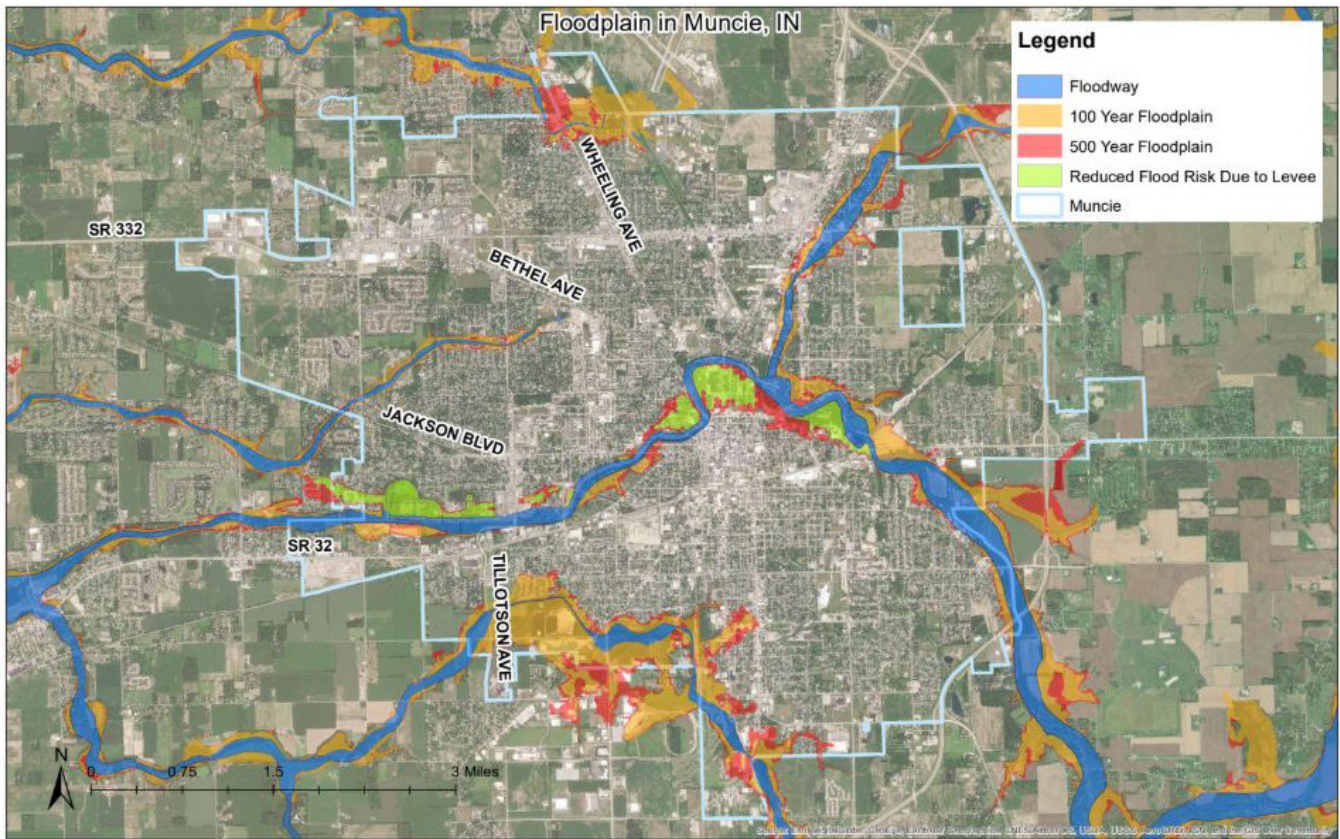 Floodplain in Muncie, IN
Legend
Floodway
100 Year Floodplain
500 Year Floodplain
Reduced Flood Risk Due to Levee
Muncie
WHEELING AVE
SR 332
BETHEL AVE
JACKSON BLVD
SR 32
TILLOTSON AVE
N
0 0.75 1.5 3 Miles